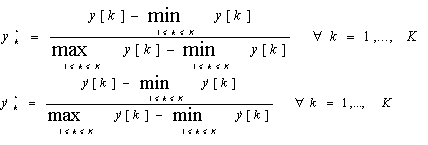 y*k = y[k] − min 1≤k≤K y[k] / max 1≤k≤K y[k] − min 1≤k≤K y[k] ∀ k = 1,..., K
y*k = y[k] − min 1≤k≤K y[k] / max 1≤k≤K y[k] − min 1≤k≤K y[k] ∀ k = 1,.., K